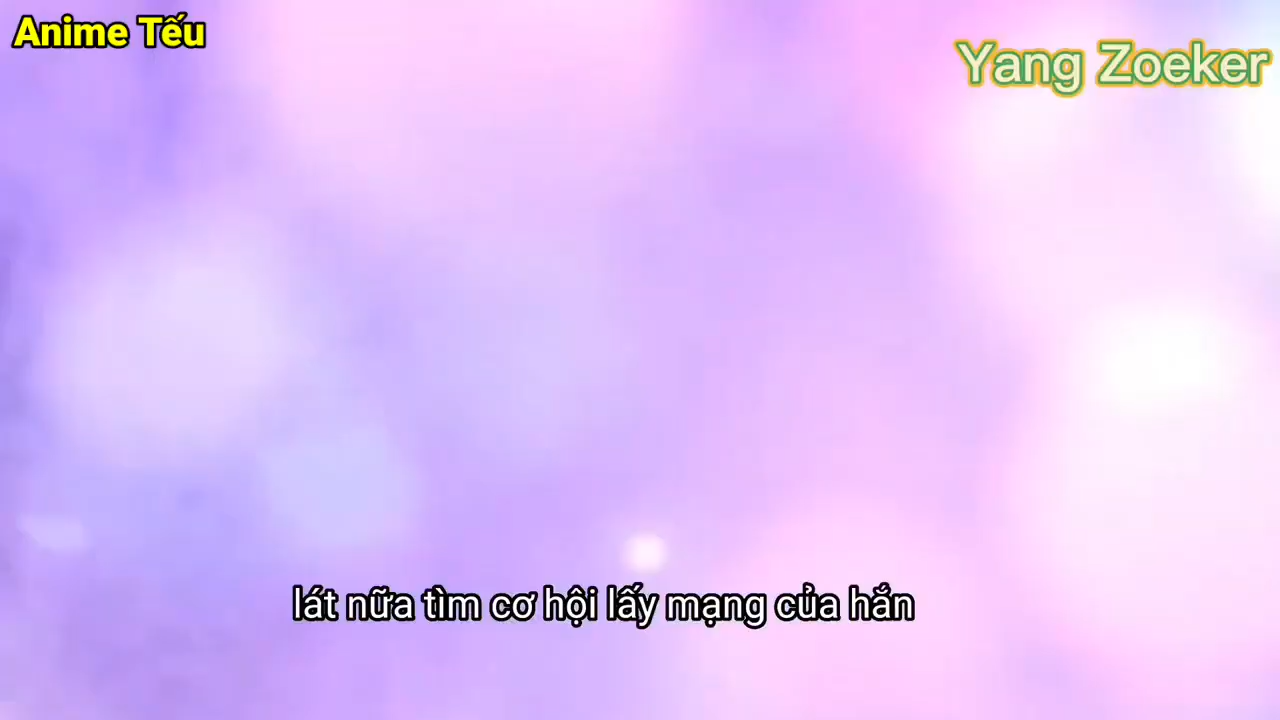 Anime Tếu
Yang Zoeker
lát nữa tìm cơ hội lấy mạng của hắn